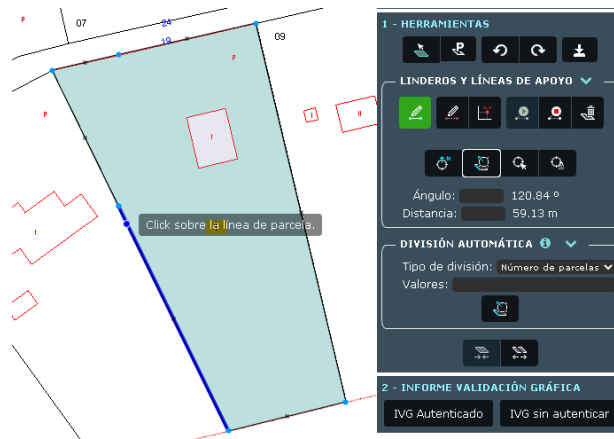 07
24
19
09
P
P
P
I
I
I
II
Click sobre la línea de parcela.
1 - HERRAMIENTAS
LINDEROS Y LÍNEAS DE APOYO
Ángulo: 120.84 º
Distancia: 59.13 m
DIVISIÓN AUTOMÁTICA
Tipo de división: Número de parcelas
Valores:
2 - INFORME VALIDACIÓN GRÁFICA
IVG Autenticado IVG sin autenticar